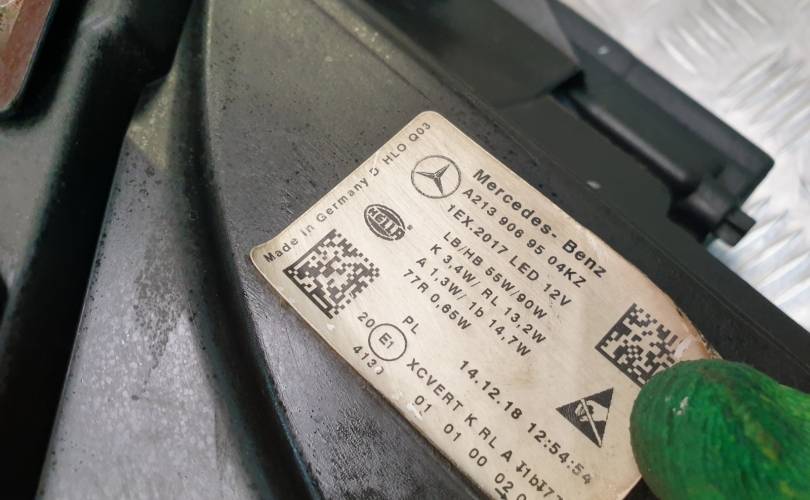 Made in Germany HLO Q03
HELLA
Mercedes- Benz
A213 906 95 04KZ
1EX.2017 LED 12V
LB/HB 55W/90W
K 3.4W/ RL 13.2W
A 1.3W/ 1b 14.7W
77R 0.65W
PL
20 E1
14.12.18 12:54:54
XCVERT K RL A
01 01 00 02